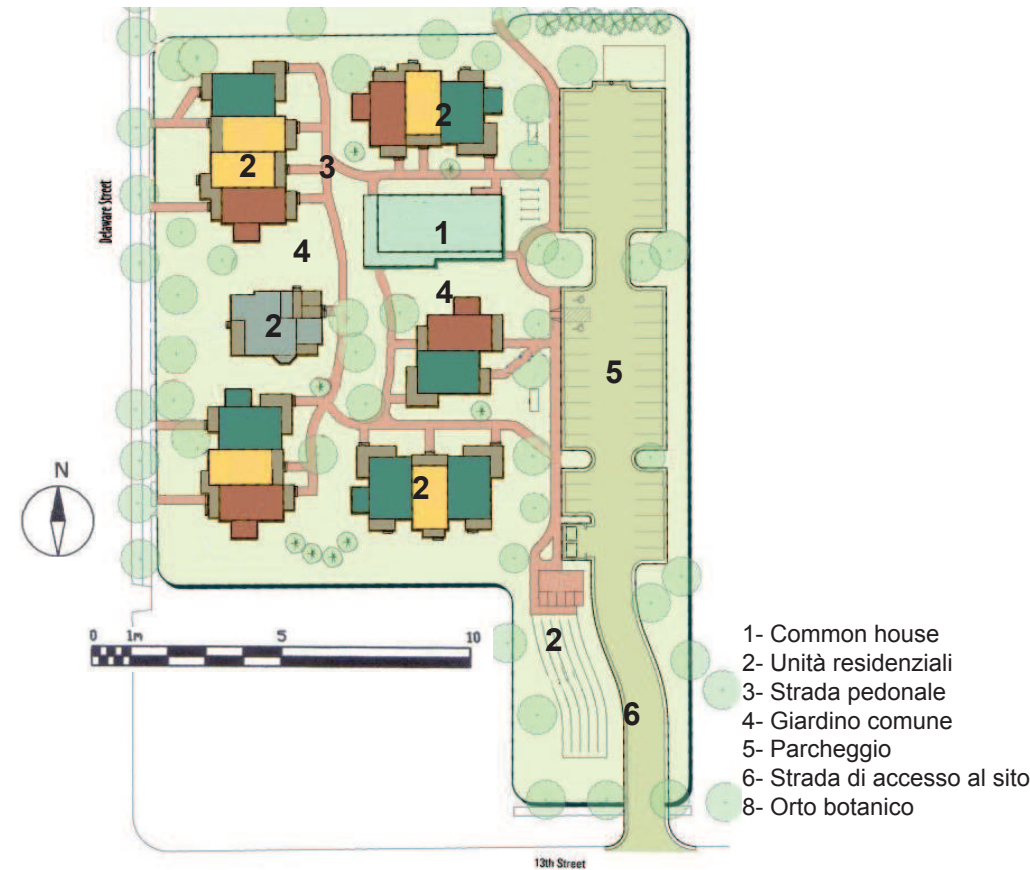 2
2
3
Delaware Street
1
4
4
2
5
N
2
0 1m 5 10
2
6
1- Common house
2- Unità residenziali
3- Strada pedonale
4- Giardino comune
5- Parcheggio
6- Strada di accesso al sito
8- Orto botanico
13th Street